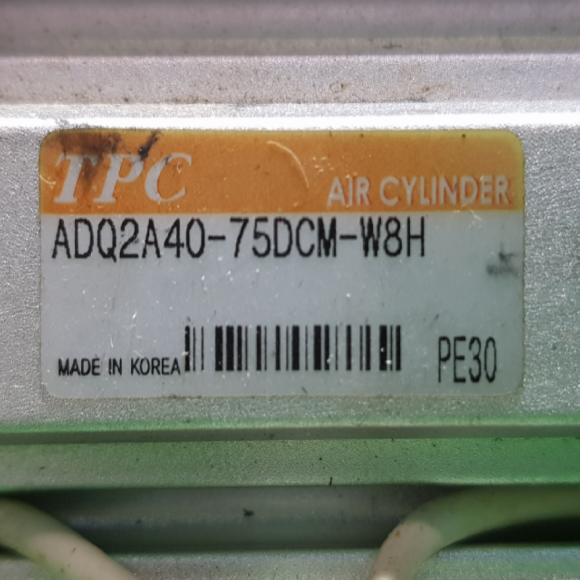 TPC AIR CYLINDER
ADQ2A40-75DCM-W8H
MADE IN KOREA PE30